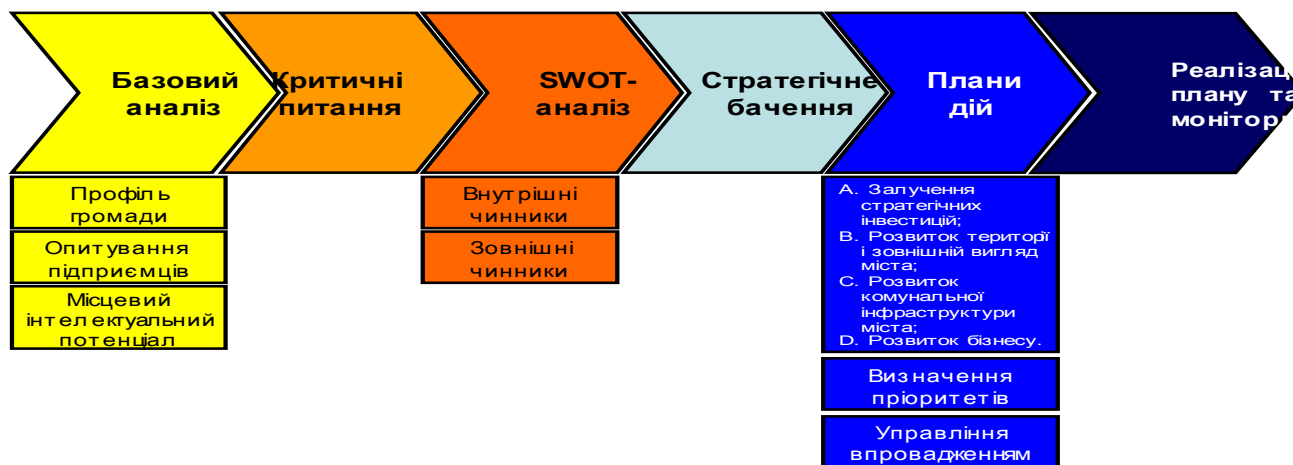 Базовий
аналіз
Критичні
питання
SWOT-
аналіз
Стратегічне
бачення
Плани
дій
Реалізац
плану та
монітор
Профіль
громади
Опитування
підприємців
Місцевий
інтелектуальний
потенціал
Внутрішні
чинники
Зовнішні
чинники
A. Залучення
стратегічних
інвестицій;
B. Розвиток території
і зовнішній вигляд
міста;
C. Розвиток
комунальної
інфраструктури
міста;
D. Розвиток бізнесу.
Визначення
пріоритетів
Управління
впровадженням